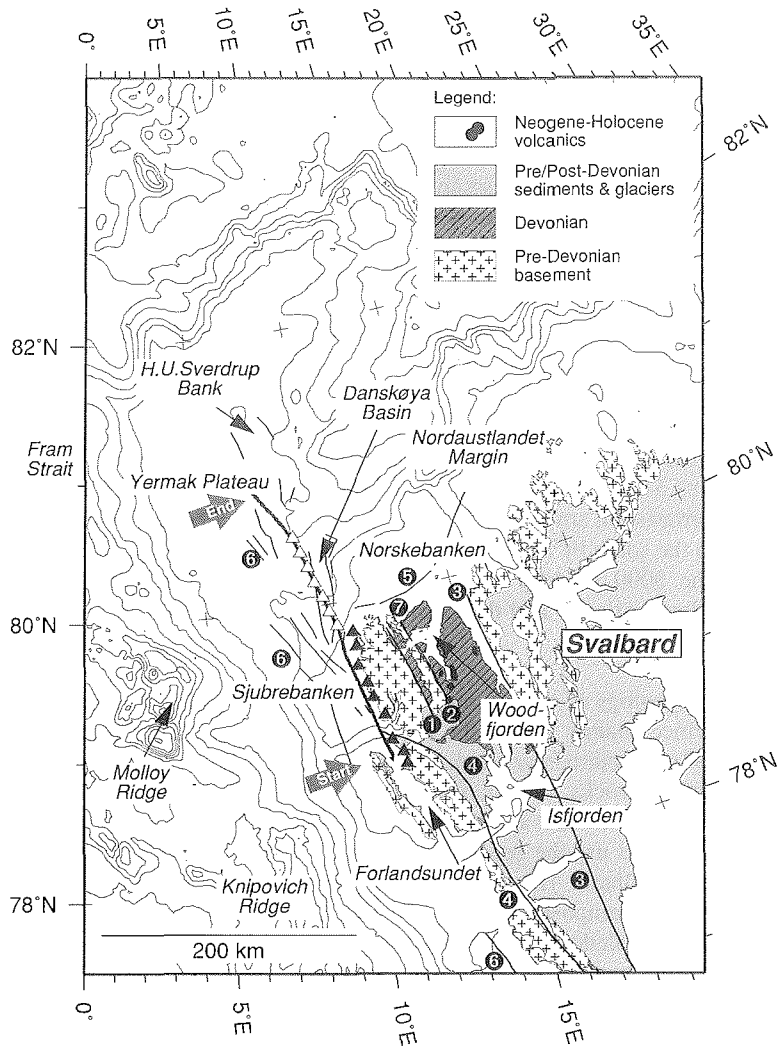 0°
5°E
10°E
15°E
20°E
25°E
30°E
35°E
Legend:
Neogene-Holocene
volcanics
Pre/Post-Devonian
sediments & glaciers
Devonian
Pre-Devonian
basement
82°N
82°N
H.U.Sverdrup
Bank
Danskøya
Basin
Nordaustlandet
Margin
Fram
Strait
Yermak Plateau
End
80°N
Norskebanken
6
5
7
3
80°N
Svalbard
6
Sjubrebanken
1
2
Wood-
fjorden
Molloy
Ridge
Start
4
78°N
Isfjorden
Forlandsundet
Knipovich
Ridge
3
78°N
4
200 km
6
0°
5°E
10°E
15°E